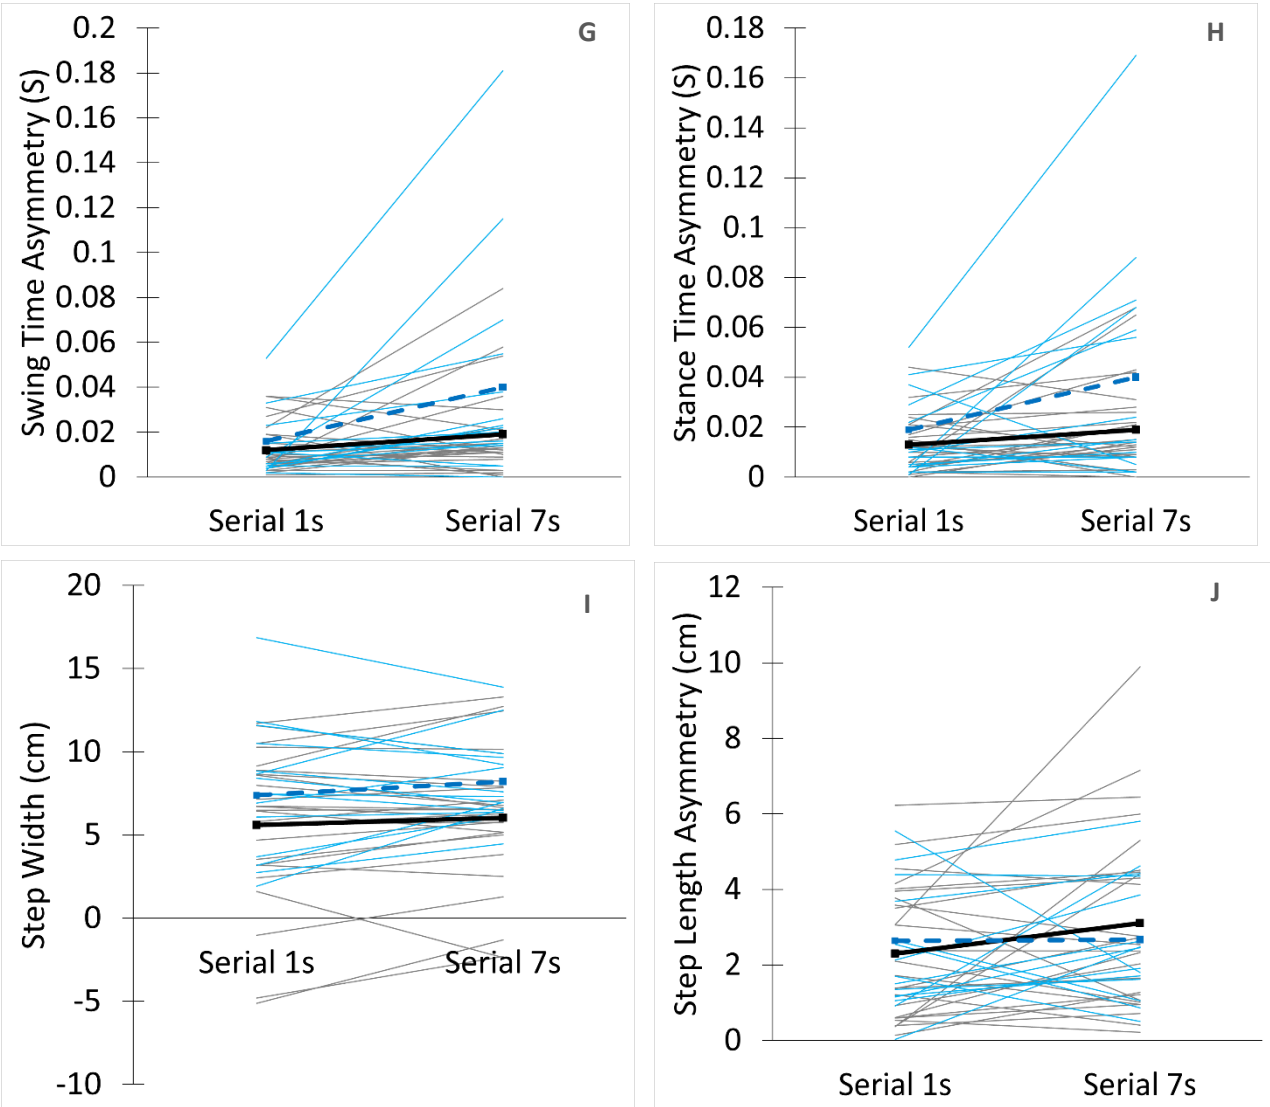 G
Swing Time Asymmetry (S)
0.2
0.18
0.16
0.14
0.12
0.1
0.08
0.06
0.04
0.02
0
Serial 1s Serial 7s
H
Stance Time Asymmetry (S)
0.18
0.16
0.14
0.12
0.1
0.08
0.06
0.04
0.02
0
Serial 1s Serial 7s
I
Step Width (cm)
20
15
10
5
0
-5
-10
Serial 1s Serial 7s
J
Step Length Asymmetry (cm)
12
10
8
6
4
2
0
Serial 1s Serial 7s